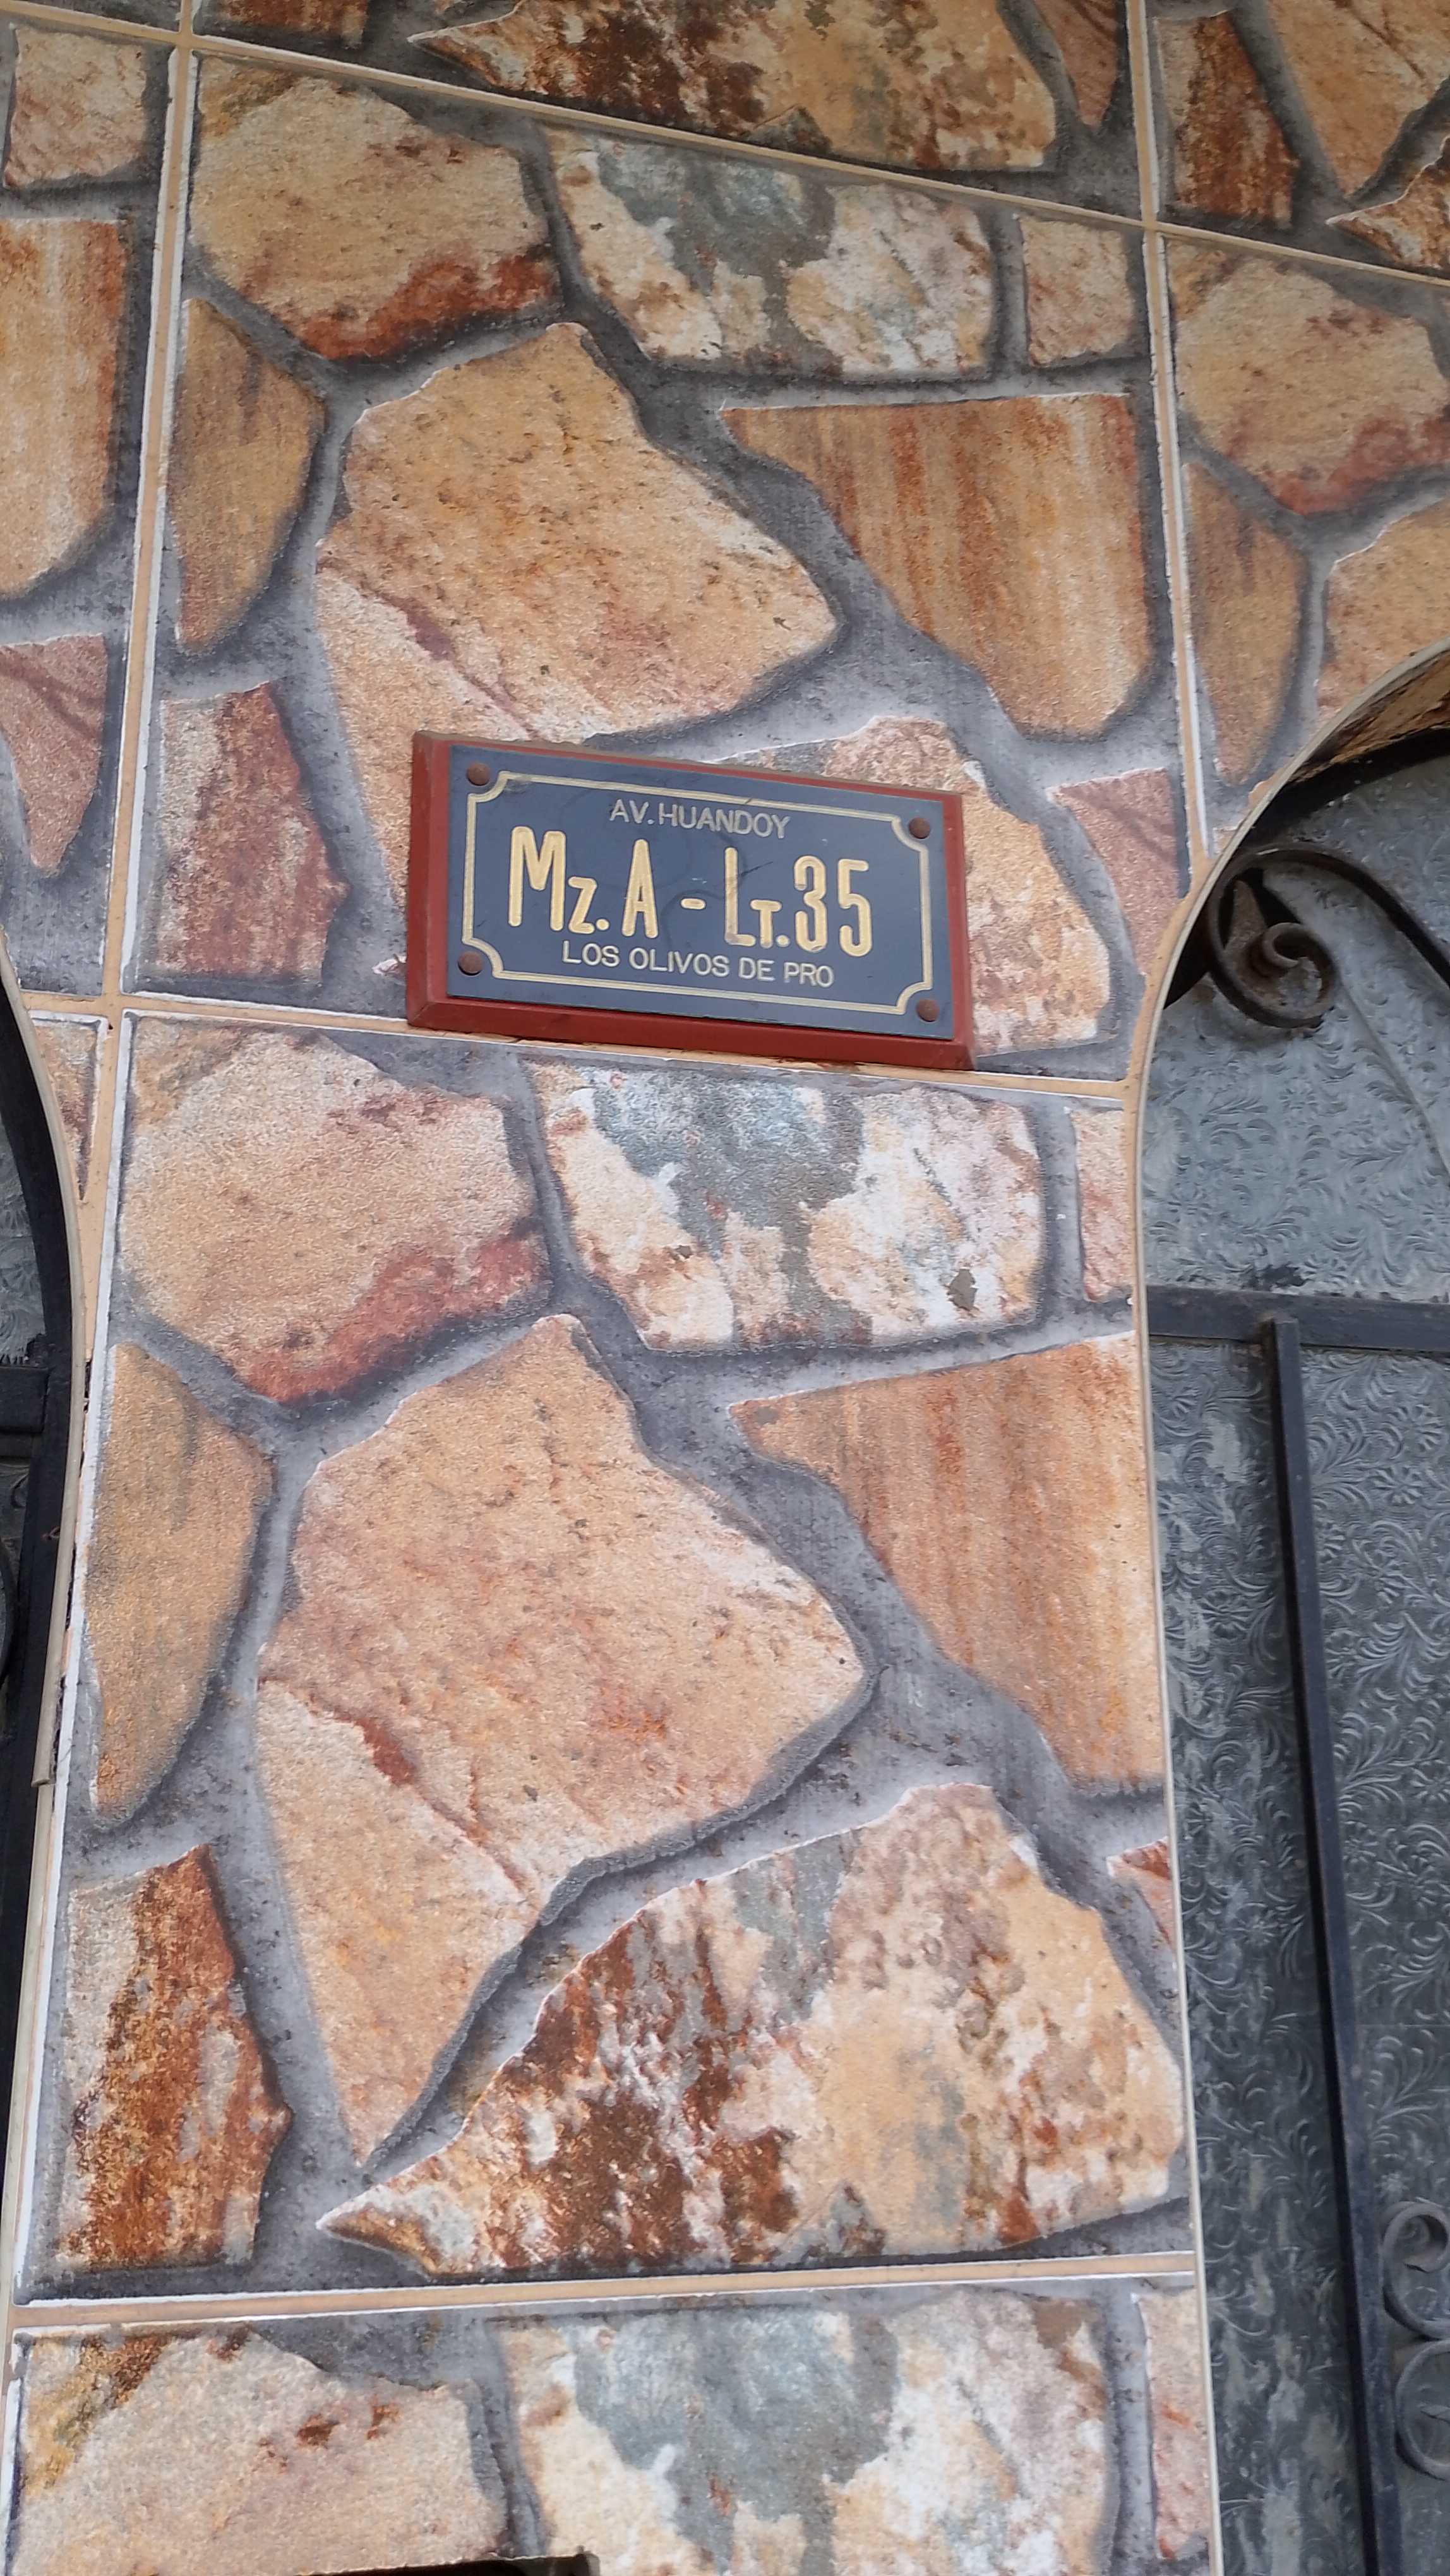 AV. HUANDOY
Mz. A - LT. 35
LOS OLIVOS DE PRO